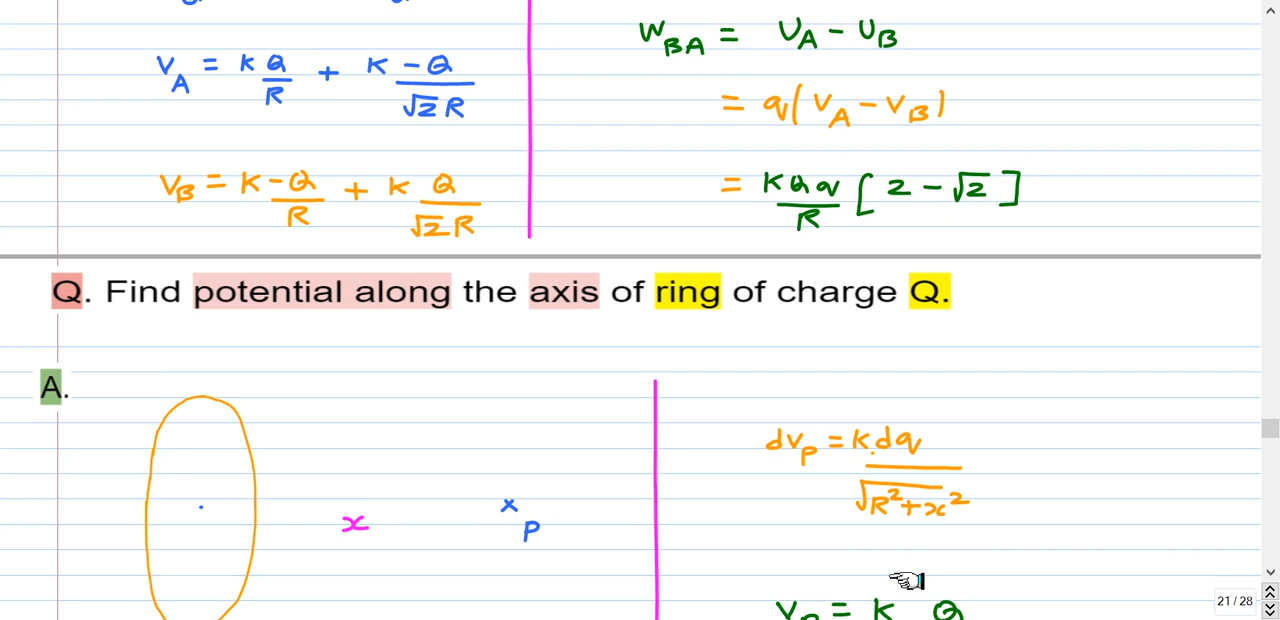 V_A = K Q/R + K -Q/√2 R
V_B = K -Q/R + K Q/√2 R
W_BA = U_A - U_B
= q(V_A - V_B)
= KQq/R [2 - √2]
Q. Find potential along the axis of ring of charge Q.
A.
x
x
P
dV_P = K.dq/√R²+x²
V_P = K Q
21 / 28